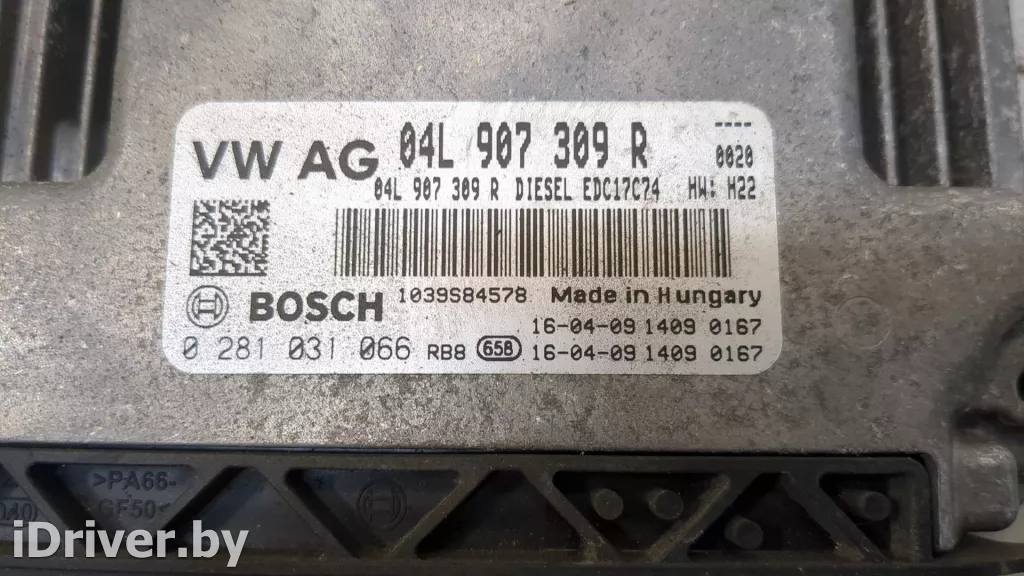 VW AG 04L 907 309 R ----
0020
04L 907 309 R DIESEL EDC17C74 HW: H22
BOSCH 1039S84578 Made in Hungary
16-04-09 1409 0167
0 281 031 066 RB8 658 16-04-09 1409 0167
>PA66-
GF50<
iDriver.by